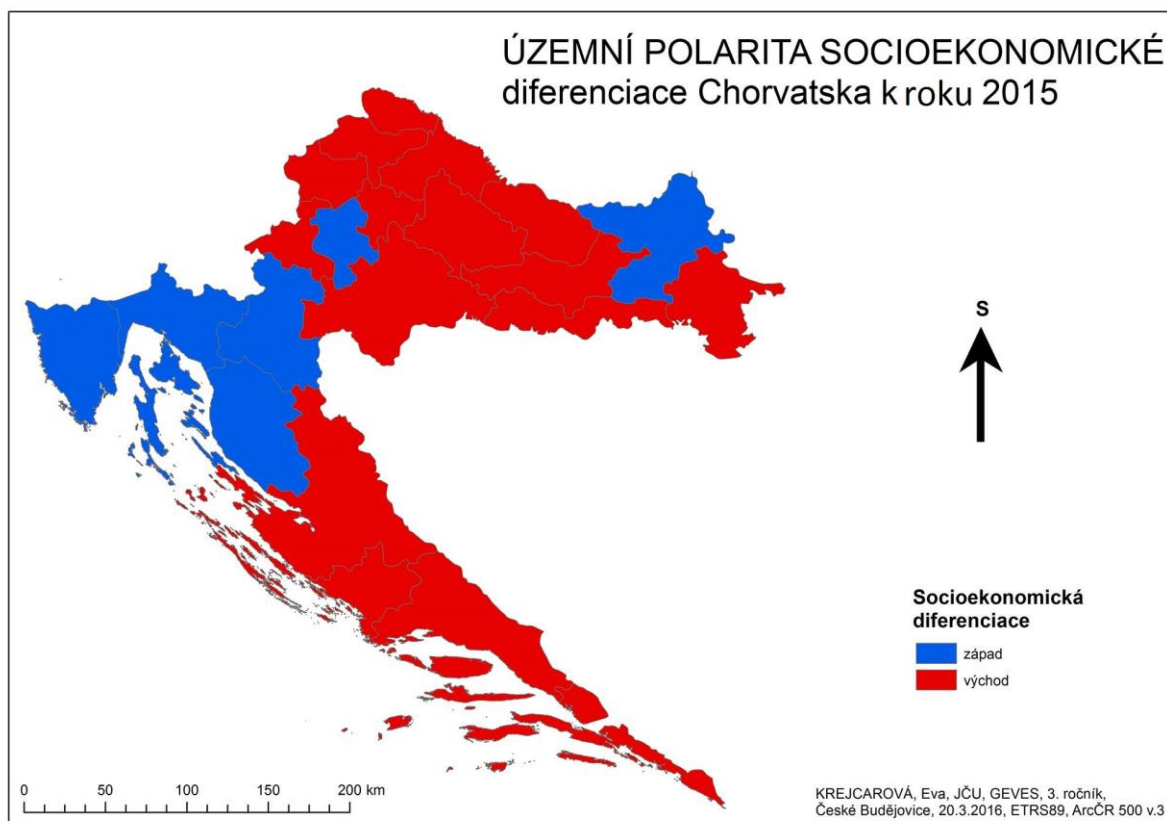 ÚZEMNÍ POLARITA SOCIOEKONOMICKÉ
diferenciace Chorvatska k roku 2015
S
Socioekonomická
diferenciace
západ
východ
0 50 100 150 200 km
KREJCAROVÁ, Eva, JČU, GEVES, 3. ročník,
České Budějovice, 20.3.2016, ETRS89, ArcČR 500 v.3